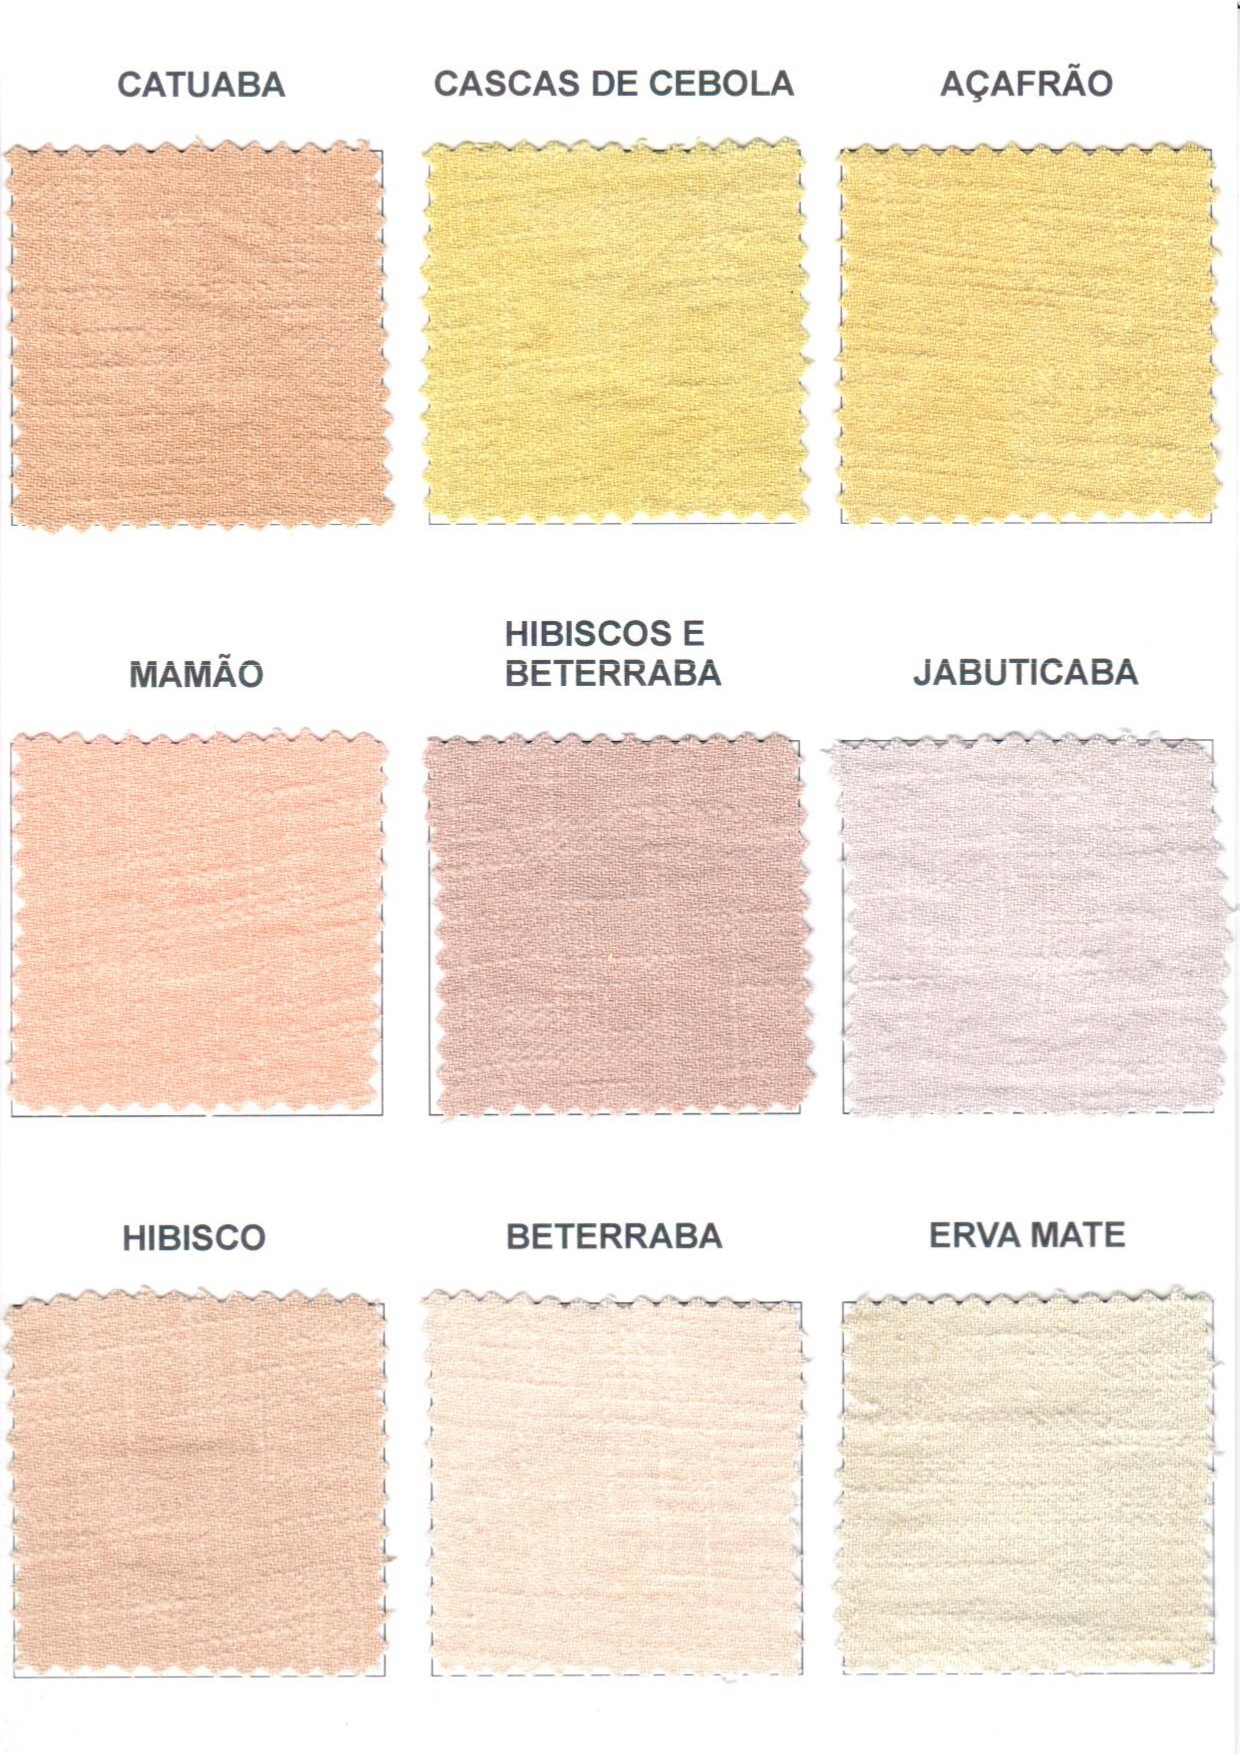 CATUABA
CASCAS DE CEBOLA
AÇAFRÃO
MAMÃO
HIBISCOS E
BETERRABA
JABUTICABA
HIBISCO
BETERRABA
ERVA MATE